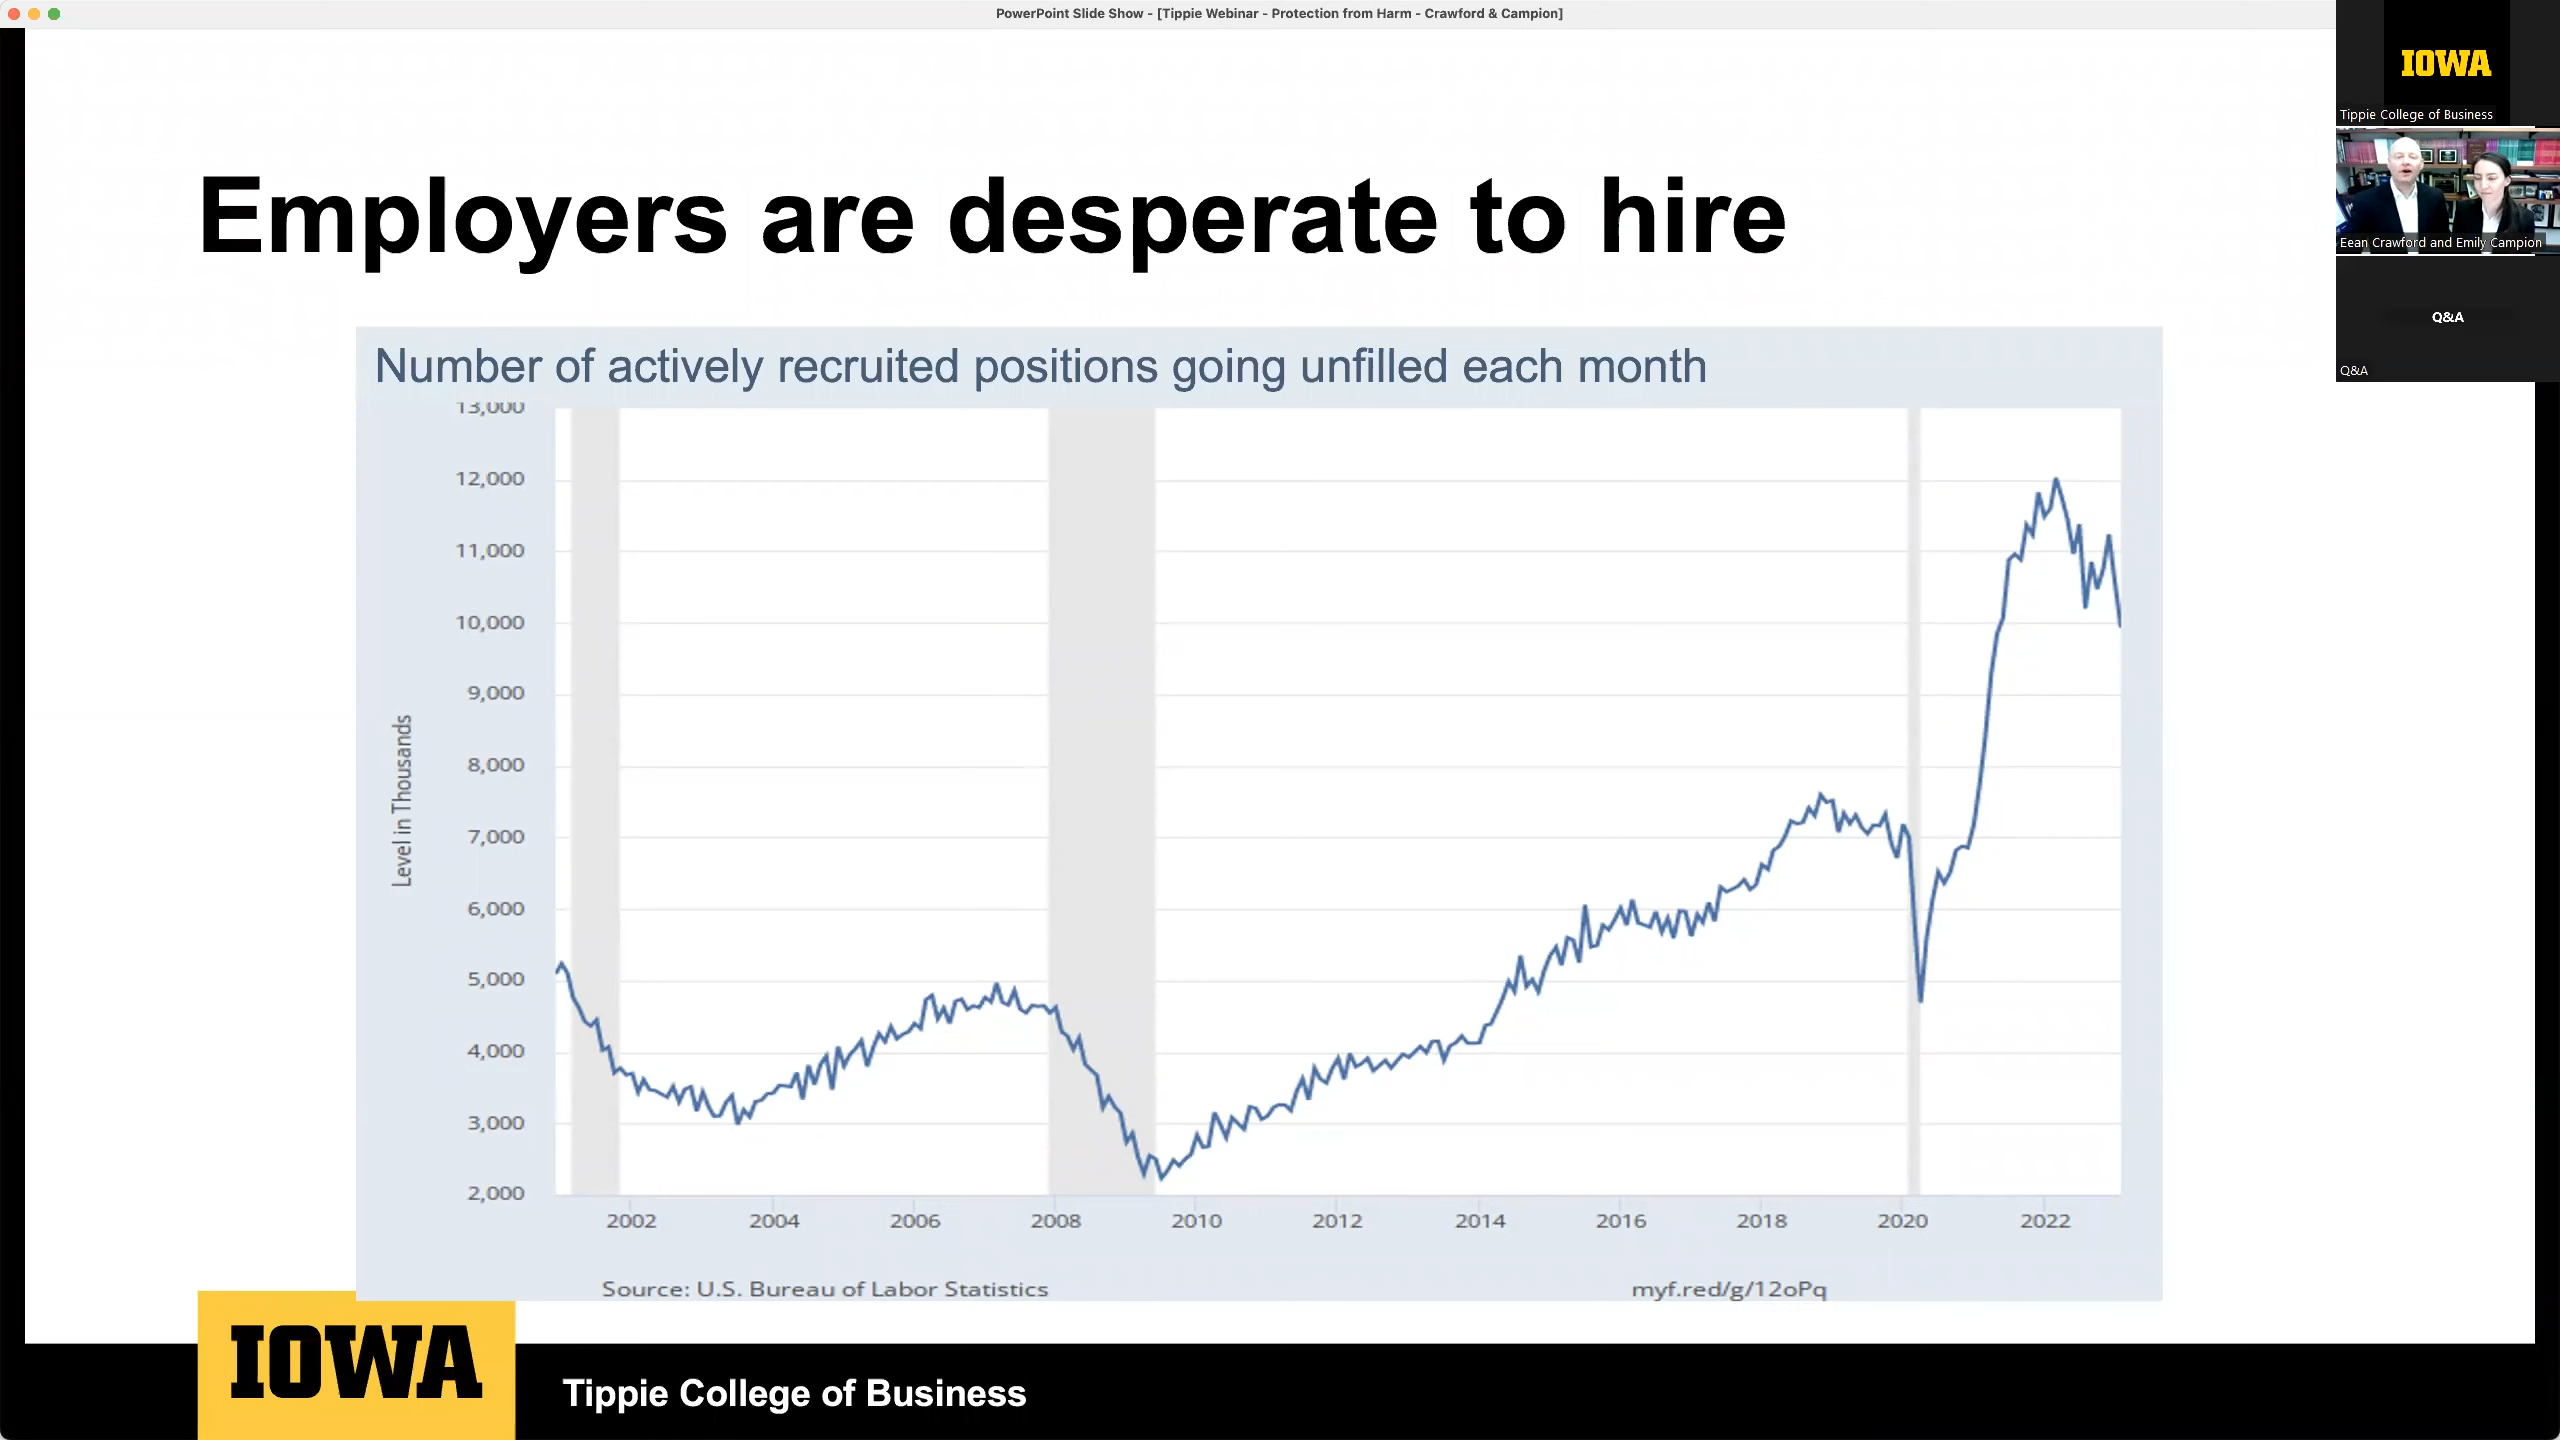 PowerPoint Slide Show - [Tippie Webinar - Protection from Harm - Crawford & Campion]
IOWA
Tippie College of Business
Eean Crawford and Emily Campion
Q&A
Q&A
Employers are desperate to hire
Number of actively recruited positions going unfilled each month
13,000
12,000
11,000
10,000
9,000
8,000
7,000
6,000
5,000
4,000
3,000
2,000
Level in Thousands
2002 2004 2006 2008 2010 2012 2014 2016 2018 2020 2022
Source: U.S. Bureau of Labor Statistics
myf.red/g/12oPq
IOWA
Tippie College of Business